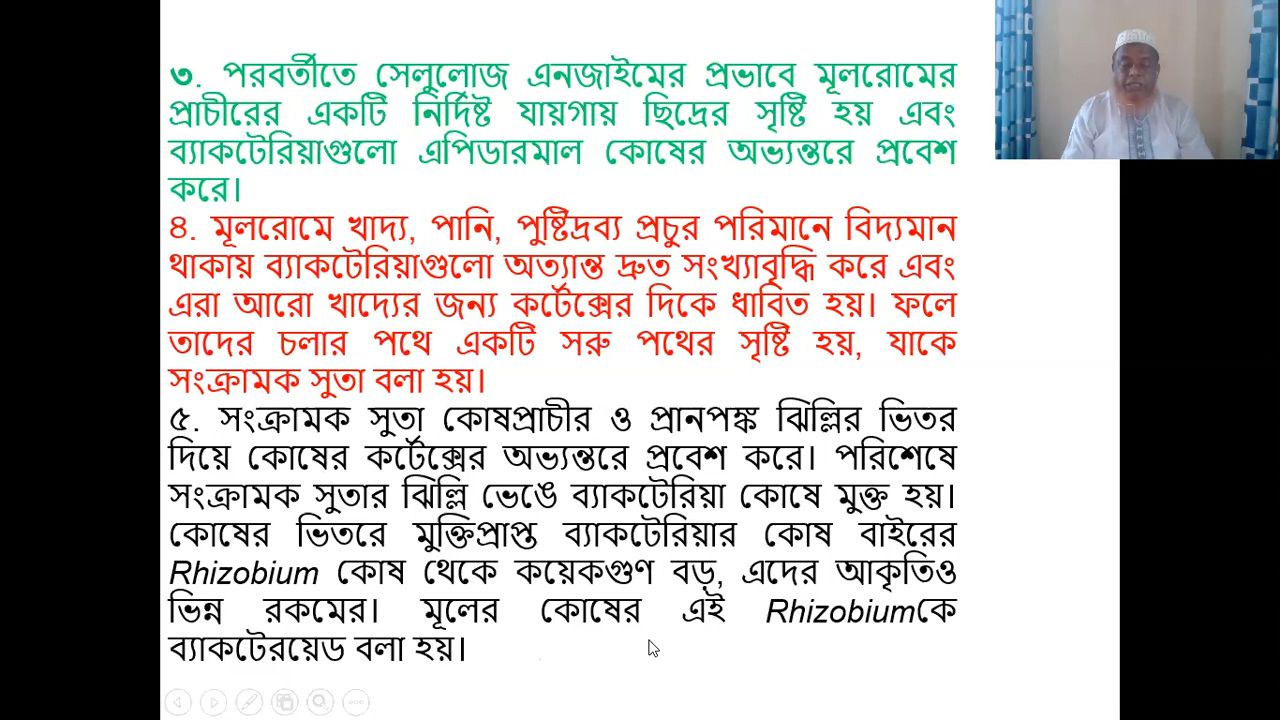 ৩. পরবর্তীতে সেলুলোজ এনজাইমের প্রভাবে মূলরোমের
প্রাচীরের একটি নির্দিষ্ট যায়গায় ছিদ্রের সৃষ্টি হয় এবং
ব্যাকটেরিয়াগুলো এপিডারমাল কোষের অভ্যন্তরে প্রবেশ
করে।
৪. মূলরোমে খাদ্য, পানি, পুষ্টিদ্রব্য প্রচুর পরিমানে বিদ্যমান
থাকায় ব্যাকটেরিয়াগুলো অত্যান্ত দ্রুত সংখ্যাবৃদ্ধি করে এবং
এরা আরো খাদ্যের জন্য কর্টেক্সের দিকে ধাবিত হয়। ফলে
তাদের চলার পথে একটি সরু পথের সৃষ্টি হয়, যাকে
সংক্রামক সুতা বলা হয়।
৫. সংক্রামক সুতা কোষপ্রাচীর ও প্রানপঙ্ক ঝিল্লির ভিতর
দিয়ে কোষের কর্টেক্সের অভ্যন্তরে প্রবেশ করে। পরিশেষে
সংক্রামক সুতার ঝিল্লি ভেঙে ব্যাকটেরিয়া কোষে মুক্ত হয়।
কোষের ভিতরে মুক্তিপ্রাপ্ত ব্যাকটেরিয়ার কোষ বাইরের
Rhizobium কোষ থেকে কয়েকগুণ বড়, এদের আকৃতিও
ভিন্ন রকমের। মূলের কোষের এই Rhizobiumকে
ব্যাকটেরয়েড বলা হয়।